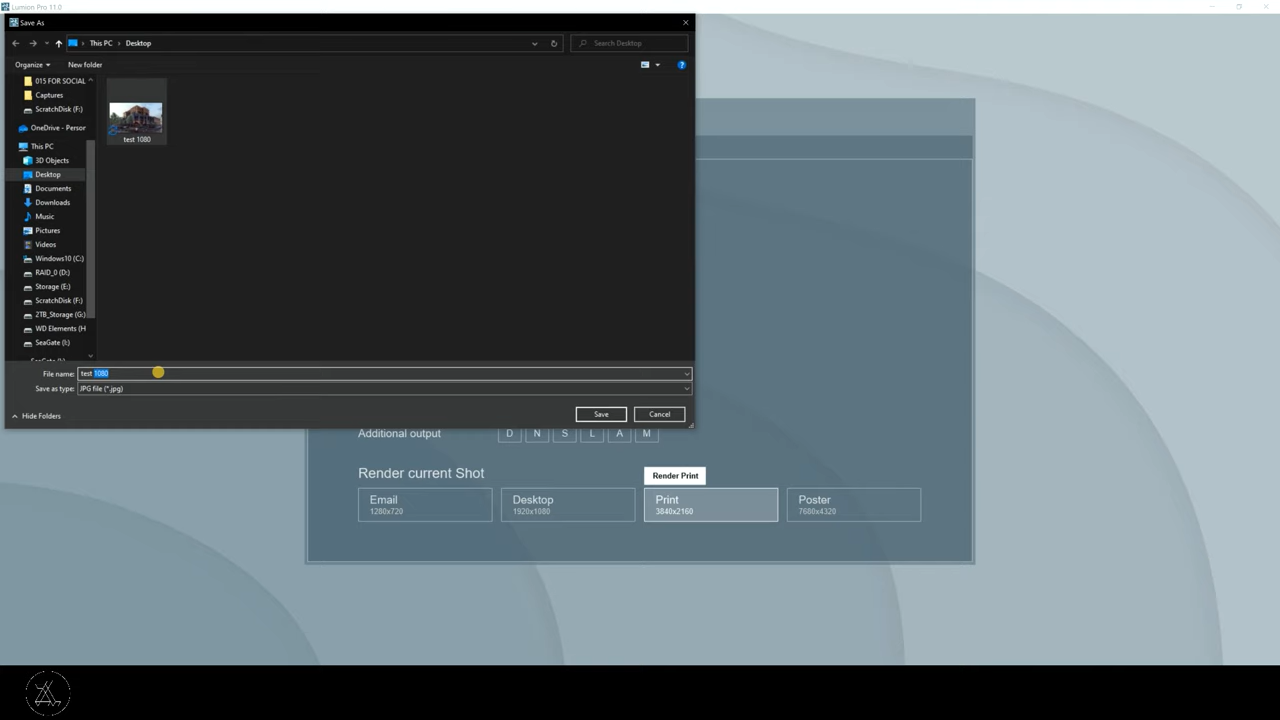 Lumion Pro 11.0
Save As
This PC
Desktop
Search Desktop
Organize
New folder
015 FOR SOCIAL
Captures
ScratchDisk (F:)
OneDrive - Person
This PC
3D Objects
Desktop
Documents
Downloads
Music
Pictures
Videos
Windows10 (C:)
RAID_0 (D:)
Storage (E:)
ScratchDisk (F:)
2TB_Storage (G:)
WD Elements (H
SeaGate (I:)
test 1080
File name: test 1080
Save as type: JPG file (*.jpg)
Hide Folders
Save
Cancel
Additional output
D N S L A M
Render current Shot
Render Print
Email
1280x720
Desktop
1920x1080
Print
3840x2160
Poster
7680x4320